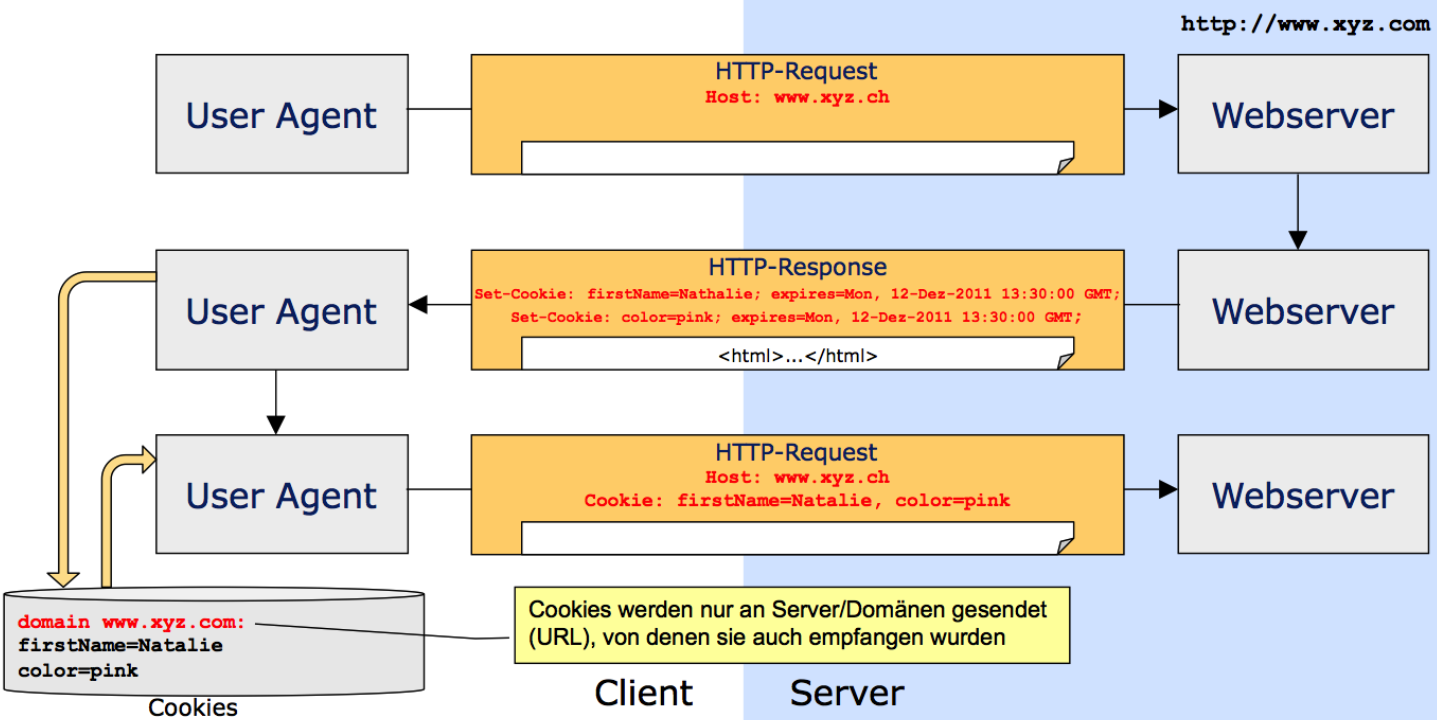 http://www.xyz.com
User Agent
HTTP-Request
Host: www.xyz.ch
Webserver
User Agent
HTTP-Response
Set-Cookie: firstName=Nathalie; expires=Mon, 12-Dez-2011 13:30:00 GMT;
Set-Cookie: color=pink; expires=Mon, 12-Dez-2011 13:30:00 GMT;
<html>...</html>
Webserver
User Agent
HTTP-Request
Host: www.xyz.ch
Cookie: firstName=Natalie, color=pink
Webserver
domain www.xyz.com:
firstName=Natalie
color=pink
Cookies
Cookies werden nur an Server/Domänen gesendet
(URL), von denen sie auch empfangen wurden
Client
Server